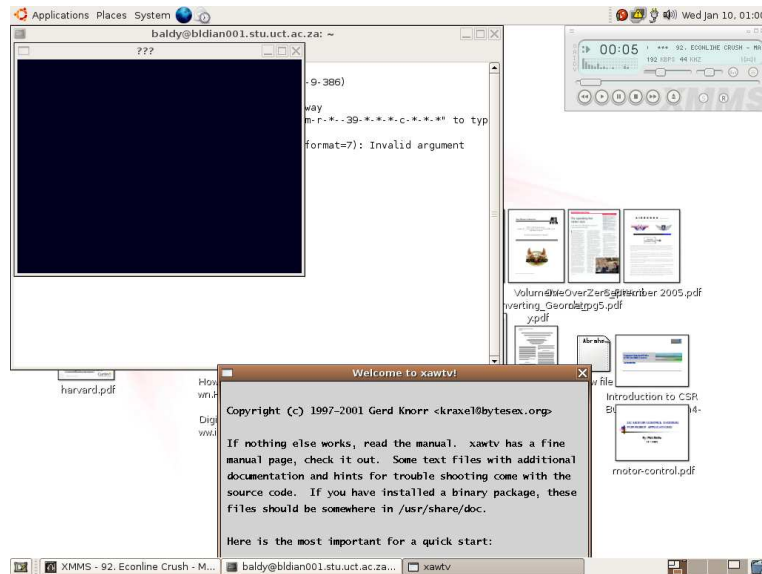 Applications Places System
Wed Jan 10, 01:00
baldy@bldian001.stu.uct.ac.za: ~
???
-9-386)
way
m-r-*--39-*-*-*-c-*-*-*" to typ
format=7): Invalid argument
00:05
92. ECONLINE CRUSH - MA
192 KBPS 44 KHZ
XMMS
September 2005.pdf
y.pdf
harvard.pdf
Introduction to CSR
motor-control.pdf
Welcome to xawtv!
Copyright (c) 1997-2001 Gerd Knorr <kraxel@bytesex.org>
If nothing else works, read the manual. xawtv has a fine
manual page, check it out. Some text files with additional
documentation and hints for trouble shooting come with the
source code. If you have installed a binary package, these
files should be somewhere in /usr/share/doc.
Here is the most important for a quick start:
XMMS - 92. Econline Crush - M...
baldy@bldian001.stu.uct.ac.za...
xawtv